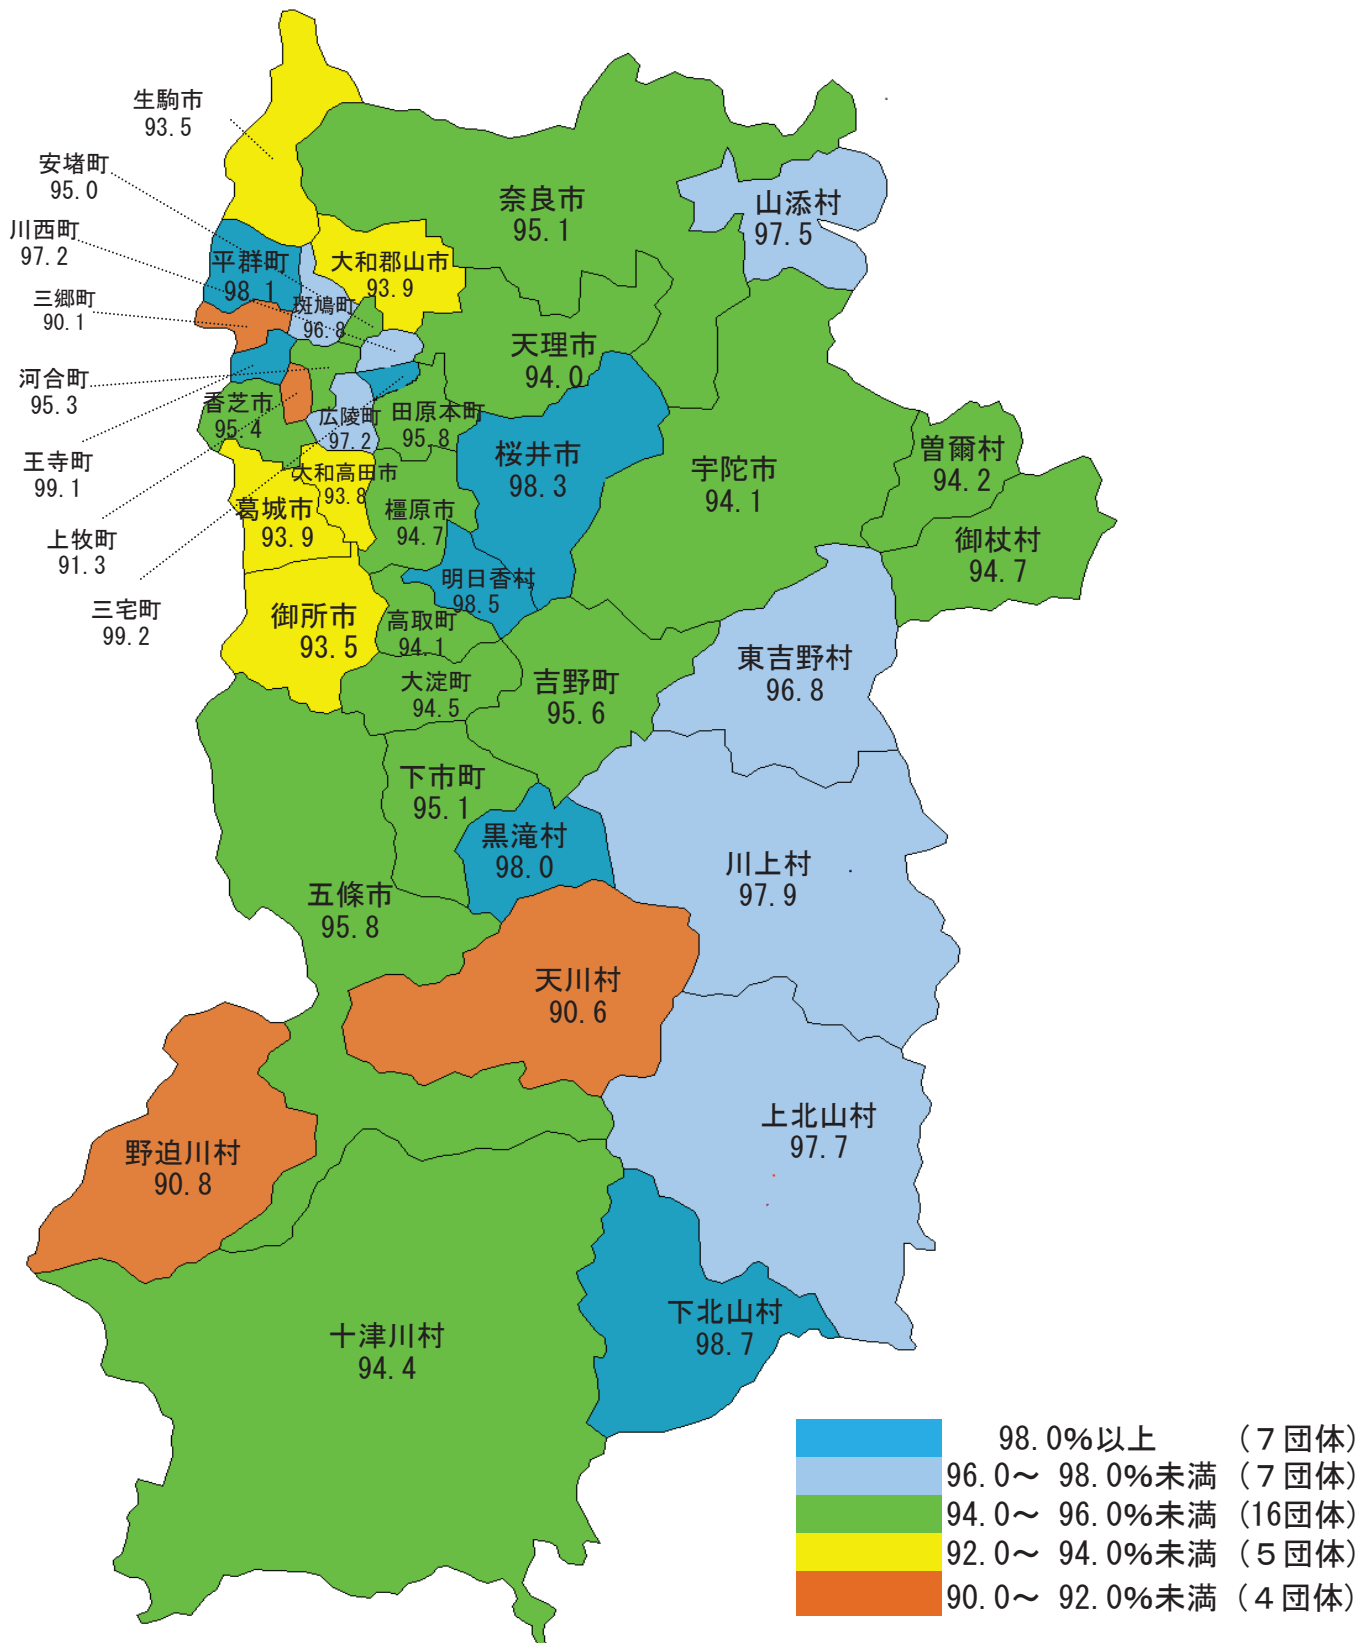 生駒市
93.5
安堵町
95.0
川西町
97.2
三郷町
90.1
河合町
95.3
王寺町
99.1
上牧町
91.3
三宅町
99.2
奈良市
95.1
山添村
97.5
平群町
98.1
大和郡山市
93.9
斑鳩町
96.8
天理市
94.0
香芝市
95.4
広陵町
97.2
田原本町
95.8
桜井市
98.3
宇陀市
94.1
曽爾村
94.2
御杖村
94.7
大和高田市
93.8
葛城市
93.9
橿原市
94.7
明日香村
98.5
御所市
93.5
高取町
94.1
東吉野村
96.8
大淀町
94.5
吉野町
95.6
下市町
95.1
黒滝村
98.0
川上村
97.9
五條市
95.8
天川村
90.6
上北山村
97.7
野迫川村
90.8
下北山村
98.7
十津川村
94.4
98.0%以上 (7団体)
96.0～ 98.0%未満 (7団体)
94.0～ 96.0%未満 (16団体)
92.0～ 94.0%未満 (5団体)
90.0～ 92.0%未満 (4団体)